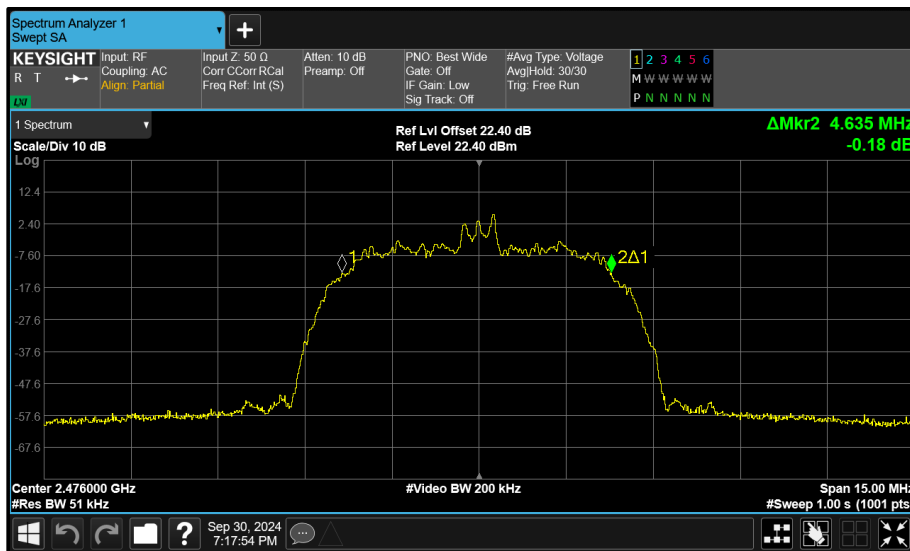 Spectrum Analyzer 1
Swept SA
+
KEYSIGHT
R T
LXI
Input: RF
Coupling: AC
Align: Partial
Input Z: 50 Ω
Corr CCorr RCal
Freq Ref: Int (S)
Atten: 10 dB
Preamp: Off
PNO: Best Wide
Gate: Off
IF Gain: Low
Sig Track: Off
#Avg Type: Voltage
Avg|Hold: 30/30
Trig: Free Run
1 2 3 4 5 6
M W W W W W
P N N N N N
1 Spectrum
Scale/Div 10 dB
Ref Lvl Offset 22.40 dB
Ref Level 22.40 dBm
ΔMkr2 4.635 MHz
-0.18 dB
Log
12.4
2.40
-7.60
-17.6
-27.6
-37.6
-47.6
-57.6
-67.6
1
2Δ1
Center 2.476000 GHz
#Video BW 200 kHz
Span 15.00 MHz
#Res BW 51 kHz
#Sweep 1.00 s (1001 pts
?
Sep 30, 2024
7:17:54 PM